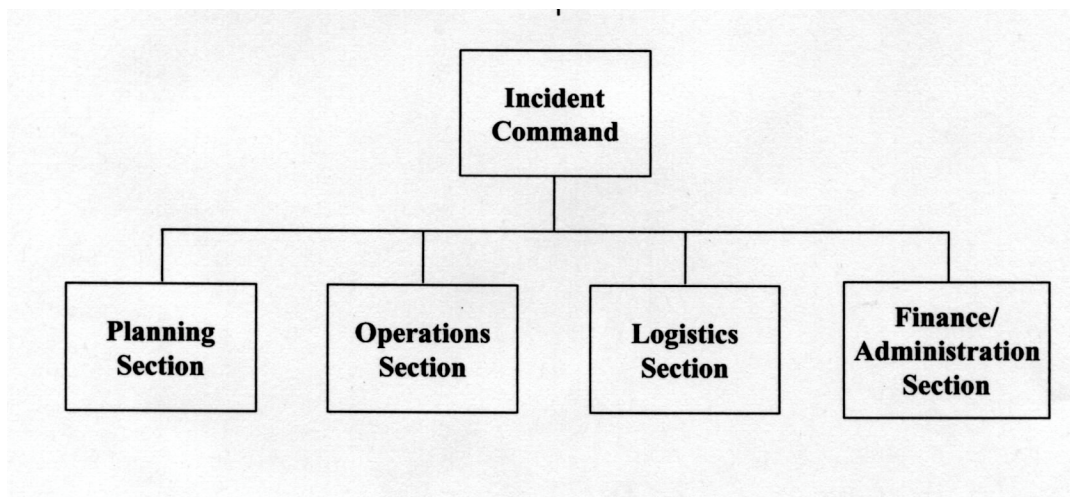 Incident
Command
Planning
Section
Operations
Section
Logistics
Section
Finance/
Administration
Section